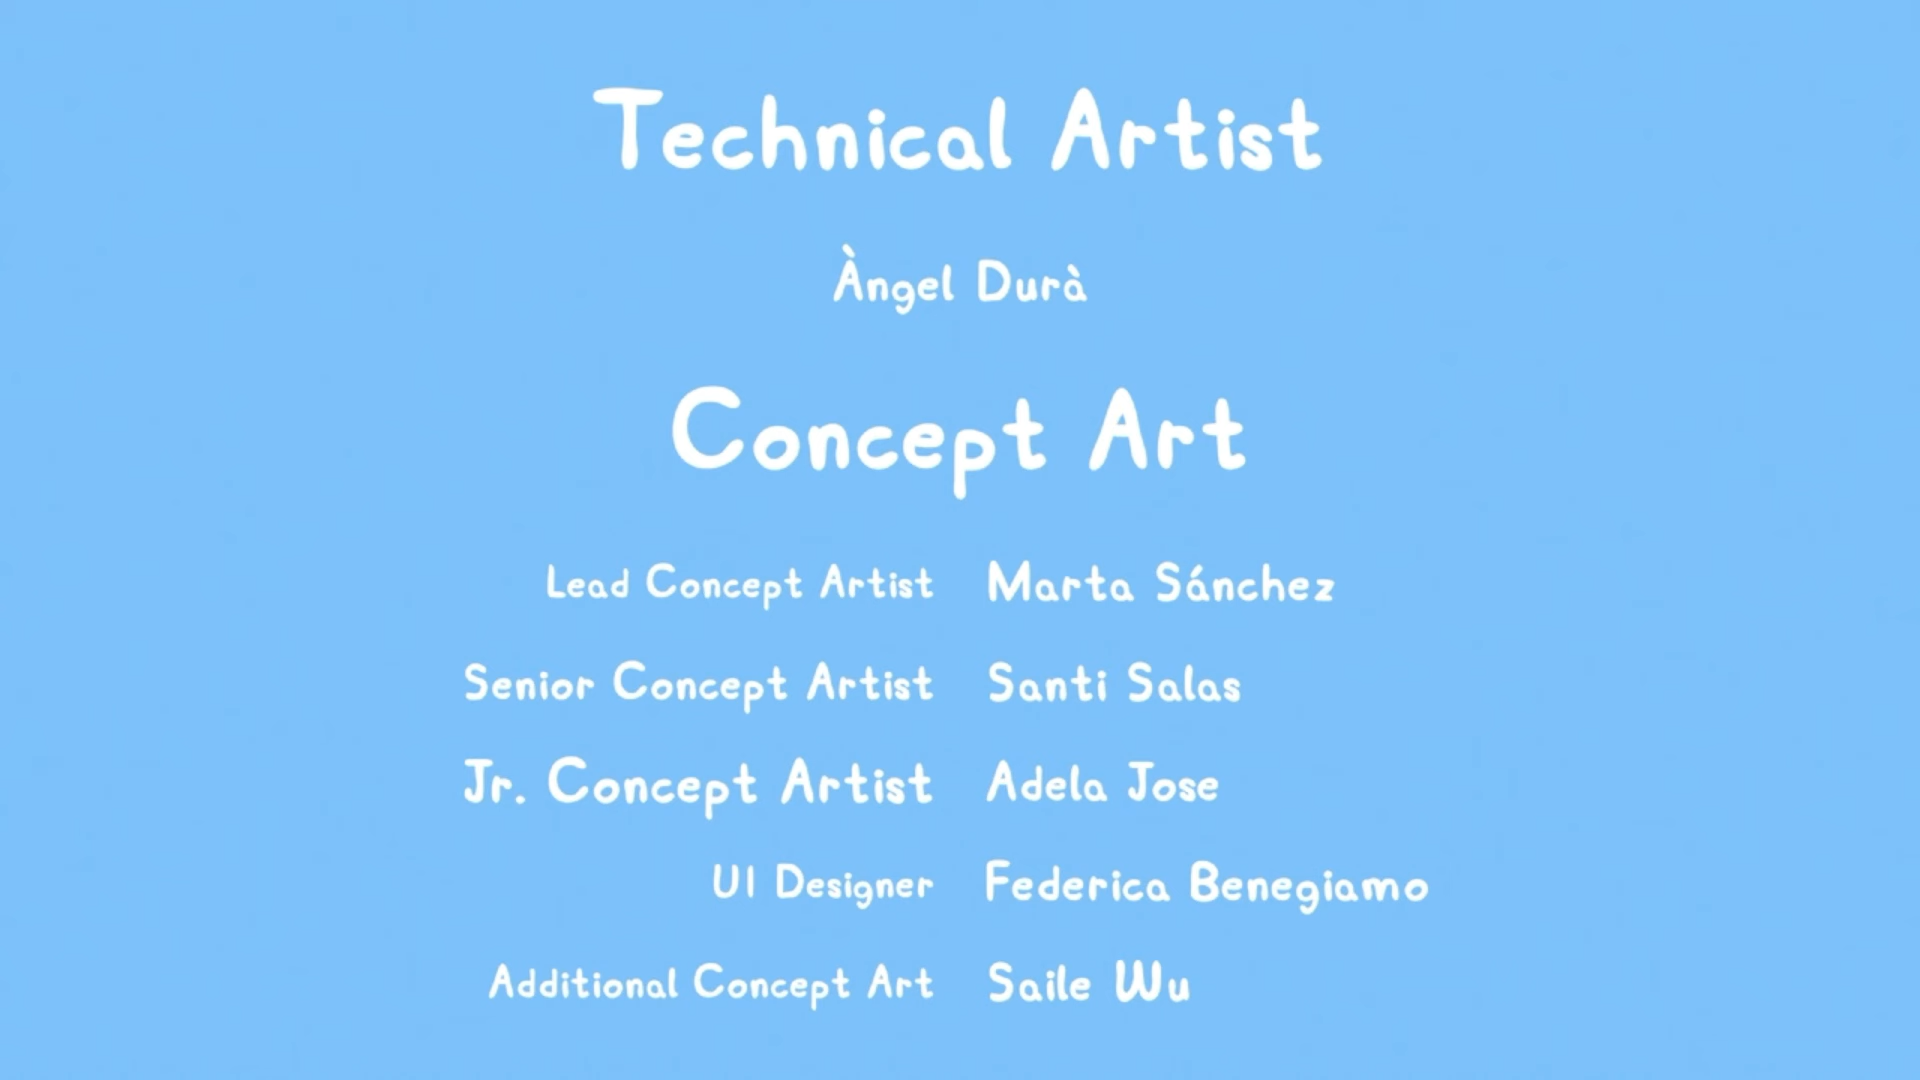 Technical Artist
Àngel Durà
Concept Art
Lead Concept Artist Marta Sánchez
Senior Concept Artist Santi Salas
Jr. Concept Artist Adela Jose
UI Designer Federica Benegiamo
Additional Concept Art Saile Wu